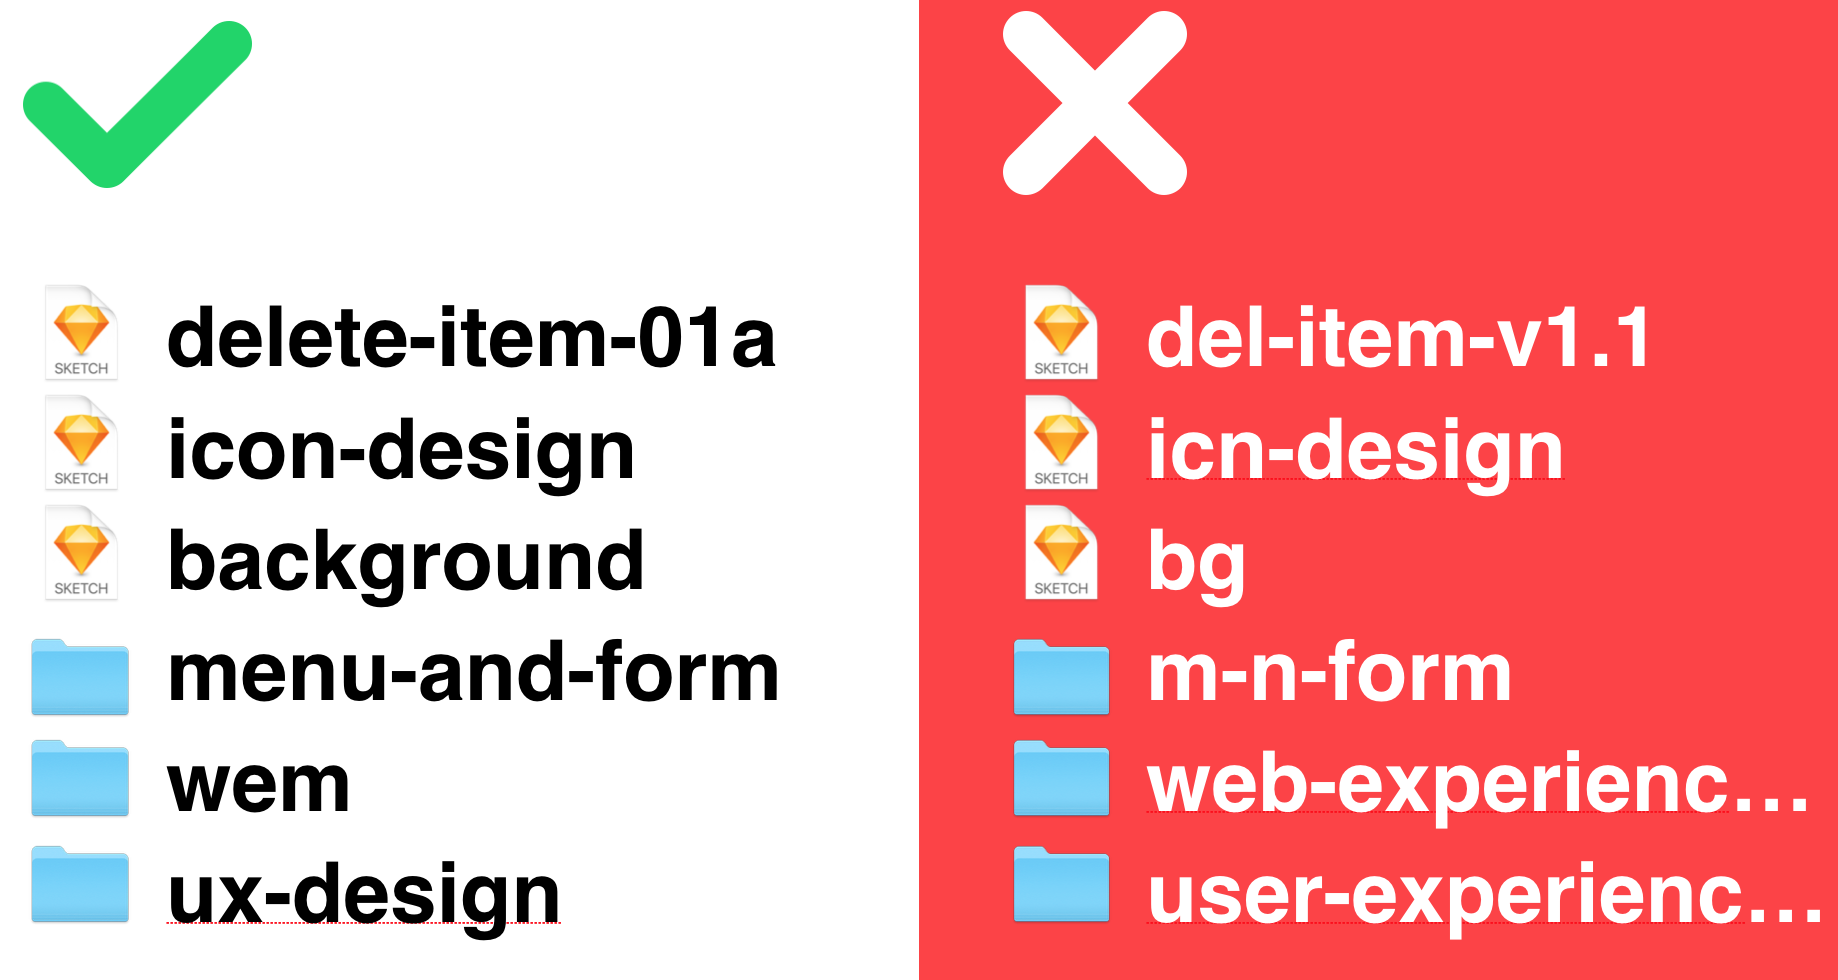 SKETCH delete-item-01a
SKETCH icon-design
SKETCH background
menu-and-form
wem
ux-design
SKETCH del-item-v1.1
SKETCH icn-design
SKETCH bg
m-n-form
web-experienc...
user-experienc...